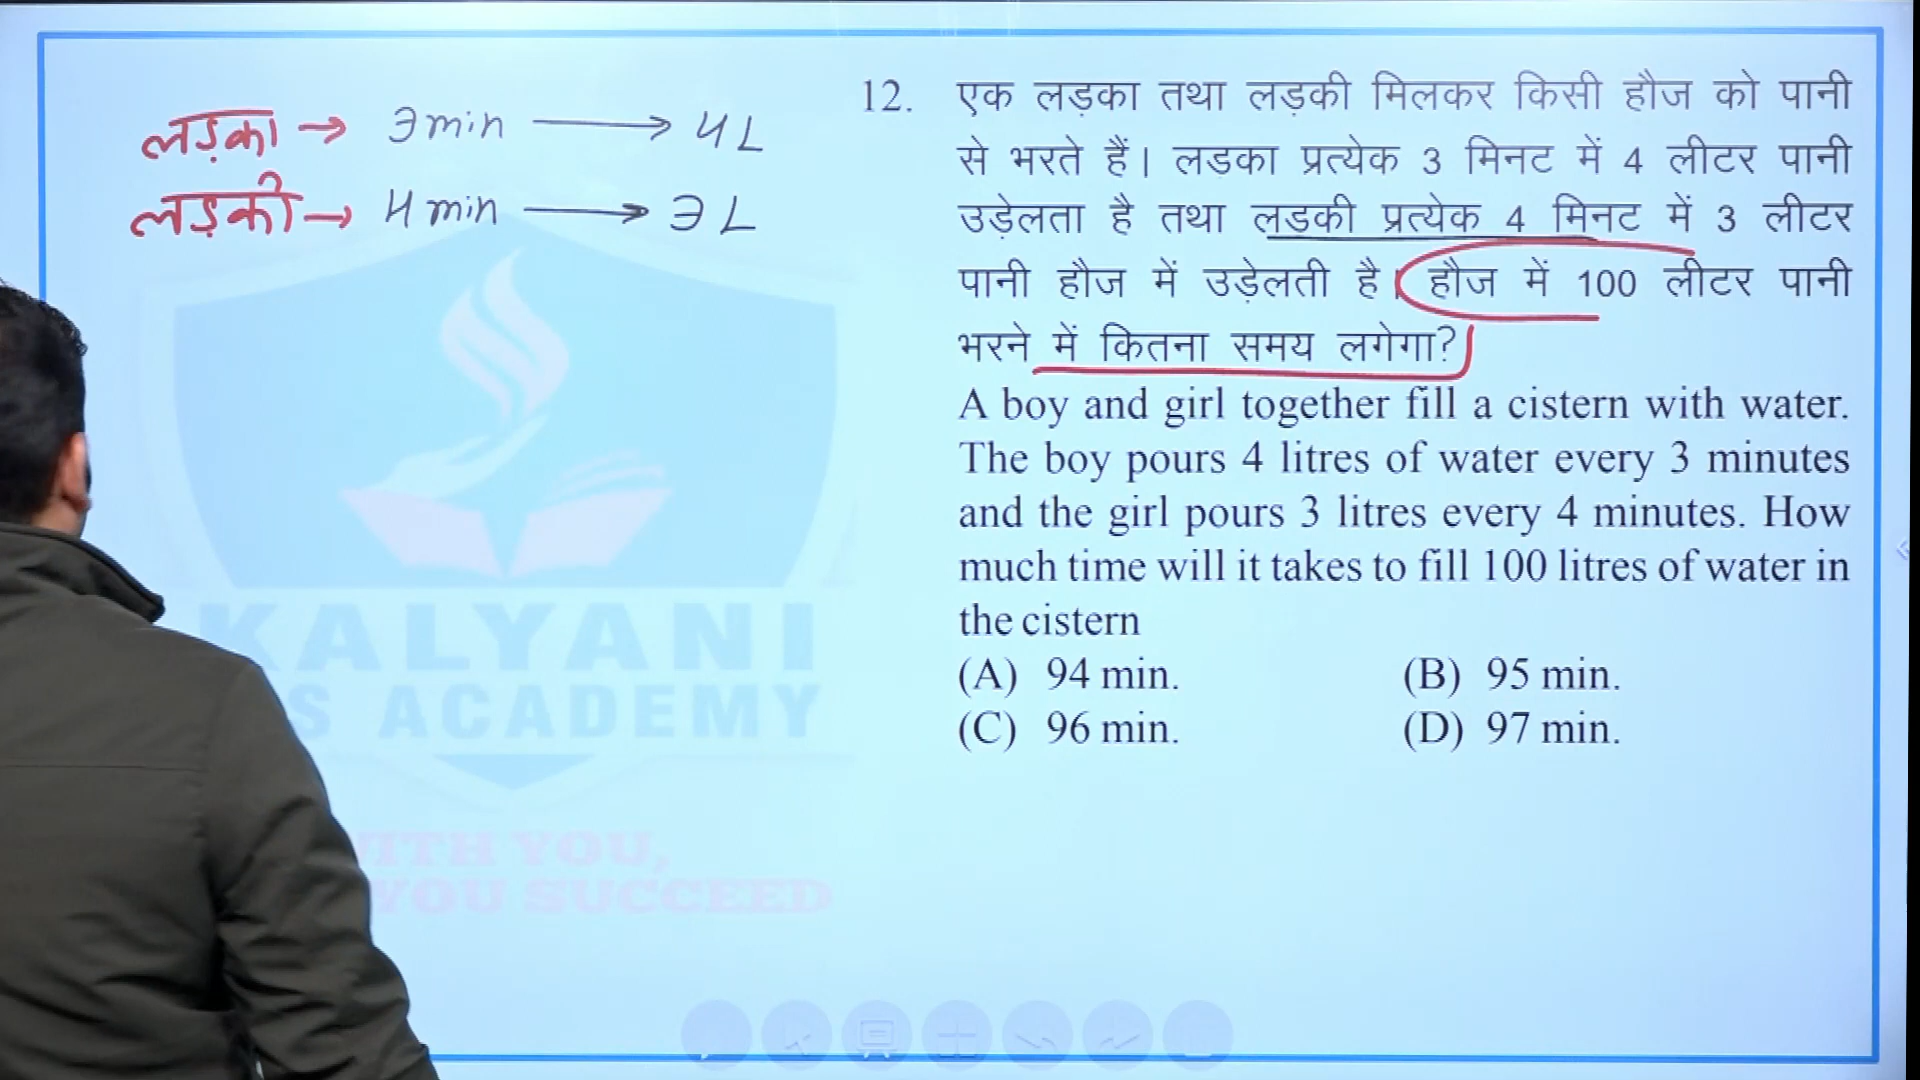 लड़का → 3 min → 4 L
लड़की → 4 min → 3 L
12. एक लड़का तथा लड़की मिलकर किसी हौज को पानी
से भरते हैं। लडका प्रत्येक 3 मिनट में 4 लीटर पानी
उड़ेलता है तथा लडकी प्रत्येक 4 मिनट में 3 लीटर
पानी हौज में उड़ेलती है। हौज में 100 लीटर पानी
भरने में कितना समय लगेगा?
A boy and girl together fill a cistern with water.
The boy pours 4 litres of water every 3 minutes
and the girl pours 3 litres every 4 minutes. How
much time will it takes to fill 100 litres of water in
the cistern
(A) 94 min. (B) 95 min.
(C) 96 min. (D) 97 min.
KALYANI
S ACADEMY
ITH YOU,
YOU SUCCEED